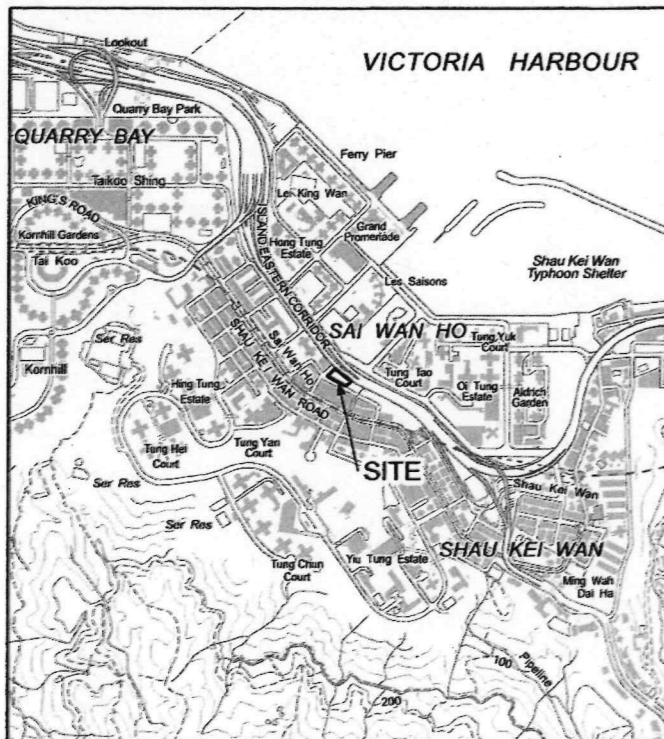 Lookout
VICTORIA HARBOUR
Quarry Bay Park
QUARRY BAY
Ferry Pier
Taikoo Shing
Lei King Wan
KING'S ROAD
ISLAND EASTERN CORRIDOR
Grand
Promenade
Kornhill Gardens
Hong Tung
Estate
Tai Koo
Shau Kei Wan
Typhoon Shelter
Les Saisons
SAI WAN HO
Ser Res
Sai Wan Ho
SHAU KEI WAN ROAD
Tung Yuk
Court
Kornhill
Tung Tao
Court
Oi Tung
Estate
Aldrich
Garden
Hing Tung
Estate
Tung Yan
Court
Tung Hei
Court
SITE
Ser Res
Shau Kei Wan
Ser Res
SHAU KEI WAN
Yiu Tung Estate
Tung Chun
Court
Ming Wah
Dai Ha
Pipeline
100
200